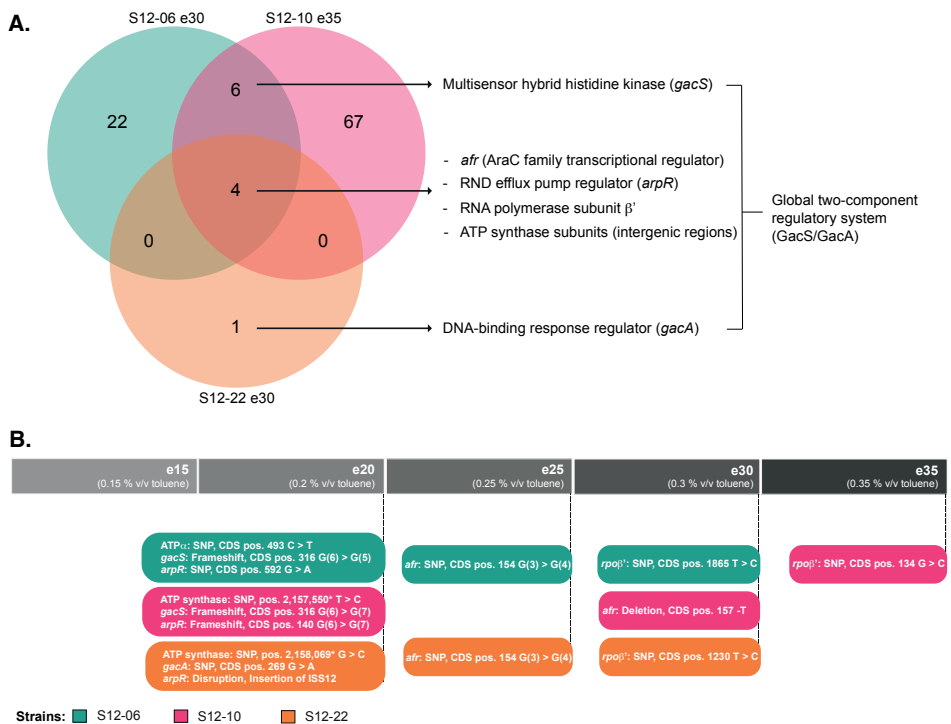 A.
S12-06 e30
S12-10 e35
6
22
67
4
0
0
1
S12-22 e30
Multisensor hybrid histidine kinase (gacS)
- afr (AraC family transcriptional regulator)
- RND efflux pump regulator (arpR)
- RNA polymerase subunit β'
- ATP synthase subunits (intergenic regions)
DNA-binding response regulator (gacA)
Global two-component
regulatory system
(GacS/GacA)
B.
e15
(0.15 % v/v toluene)
e20
(0.2 % v/v toluene)
e25
(0.25 % v/v toluene)
e30
(0.3 % v/v toluene)
e35
(0.35 % v/v toluene)
ATPα: SNP, CDS pos. 493 C > T
gacS: Frameshift, CDS pos. 316 G(6) > G(5)
arpR: SNP, CDS pos. 592 G > A
afr: SNP, CDS pos. 154 G(3) > G(4)
rpoβ': SNP, CDS pos. 1865 T > C
rpoβ': SNP, CDS pos. 134 G > C
ATP synthase: SNP, pos. 2,157,550* T > C
gacS: Frameshift, CDS pos. 316 G(6) > G(7)
arpR: Frameshift, CDS pos. 140 G(6) > G(7)
afr: Deletion, CDS pos. 157 -T
ATP synthase: SNP, pos. 2,158,069* G > C
gacA: SNP, CDS pos. 269 G > A
arpR: Disruption, Insertion of ISS12
afr: SNP, CDS pos. 154 G(3) > G(4)
rpoβ': SNP, CDS pos. 1230 T > C
Strains: S12-06 S12-10 S12-22